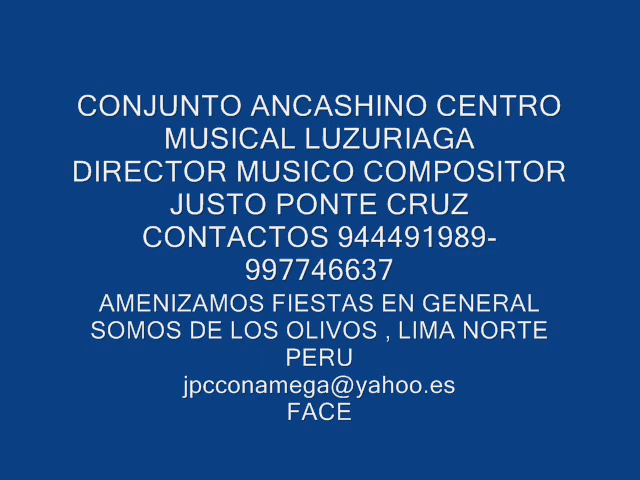 CONJUNTO ANCASHINO CENTRO
MUSICAL LUZURIAGA
DIRECTOR MUSICO COMPOSITOR
JUSTO PONTE CRUZ
CONTACTOS 944491989-
997746637
AMENIZAMOS FIESTAS EN GENERAL
SOMOS DE LOS OLIVOS , LIMA NORTE
PERU
jpcconamega@yahoo.es
FACE